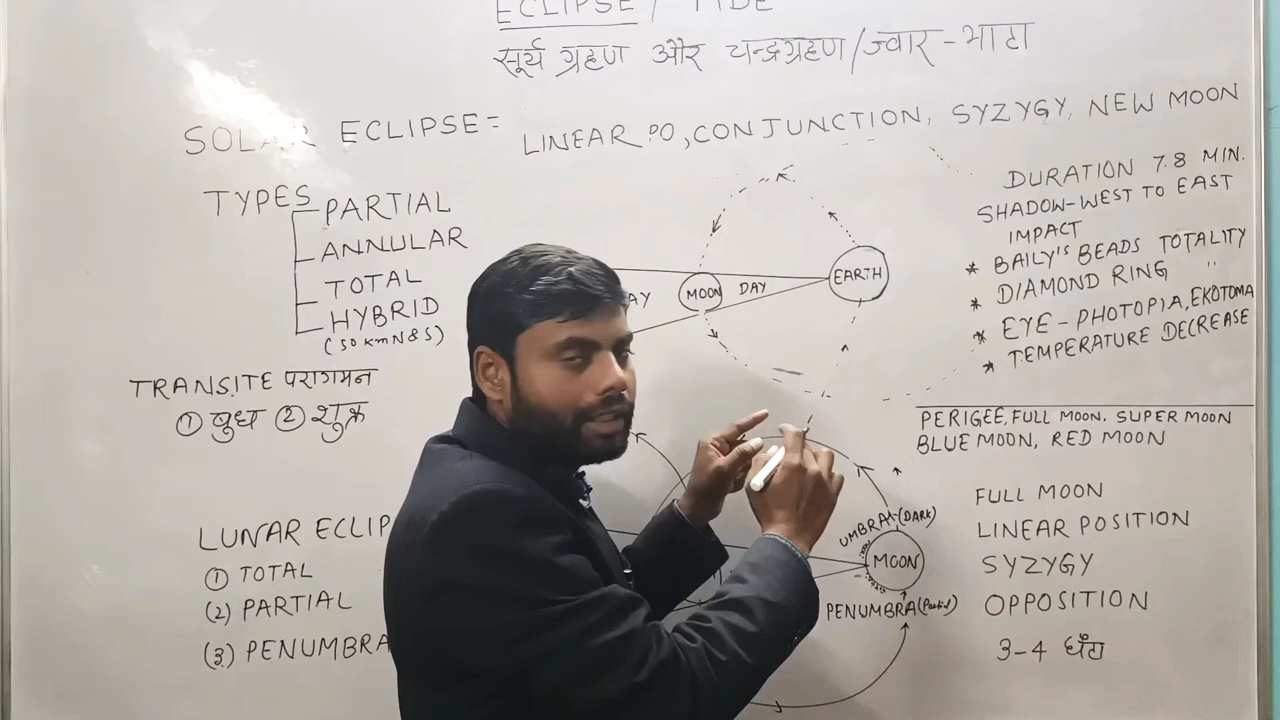 ECLIPSE / TIDE
सूर्य ग्रहण और चन्द्रग्रहण/ज्वार-भाटा
SOLAR ECLIPSE=
LINEAR PO, CONJUNCTION, SYZYGY, NEW MOON
TYPES
PARTIAL
ANNULAR
TOTAL
HYBRID
(50 Km N & S)
TRANSITE परागमन
① बुध ② शुक्र
AY
MOON
DAY
EARTH
DURATION 7.8 MIN.
SHADOW-WEST TO EAST
IMPACT
* BAILY'S BEADS TOTALITY
* DIAMOND RING "
* EYE - PHOTOPIA, EKOTOMA
* TEMPERATURE DECREASE
PERIGEE, FULL MOON. SUPER MOON
BLUE MOON, RED MOON
LUNAR ECLIP
① TOTAL
(2) PARTIAL
(3) PENUMBRA
UMBRA (DARK)
MOON
PENUMBRA (Partial)
FULL MOON
LINEAR POSITION
SYZYGY
OPPOSITION
3-4 घंटा